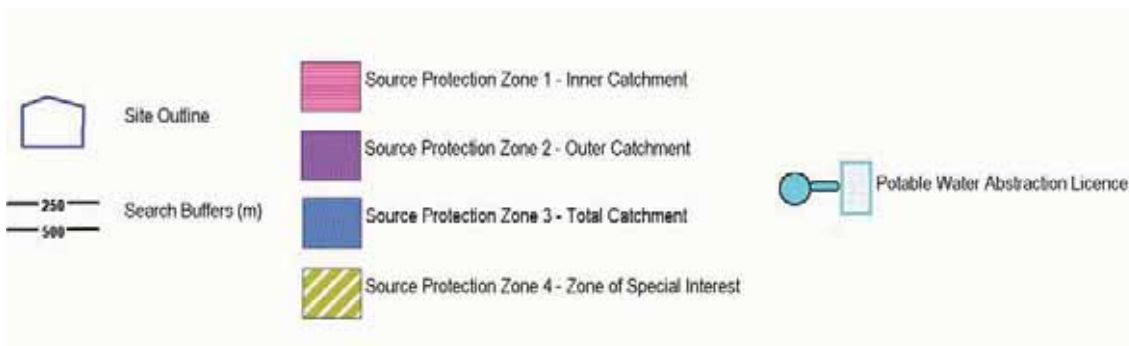 Site Outline
250
500
Search Buffers (m)
Source Protection Zone 1 - Inner Catchment
Source Protection Zone 2 - Outer Catchment
Source Protection Zone 3 - Total Catchment
Source Protection Zone 4 - Zone of Special Interest
Potable Water Abstraction Licence